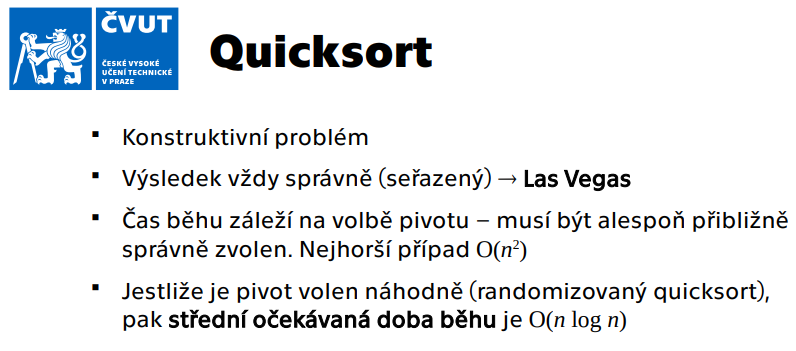 ČVUT
ČESKÉ VYSOKÉ
UČENÍ TECHNICKÉ
V PRAZE
Quicksort
▪ Konstruktivní problém
▪ Výsledek vždy správně (seřazený) → Las Vegas
▪ Čas běhu záleží na volbě pivotu – musí být alespoň přibližně
správně zvolen. Nejhorší případ O(n²)
▪ Jestliže je pivot volen náhodně (randomizovaný quicksort),
pak střední očekávaná doba běhu je O(n log n)